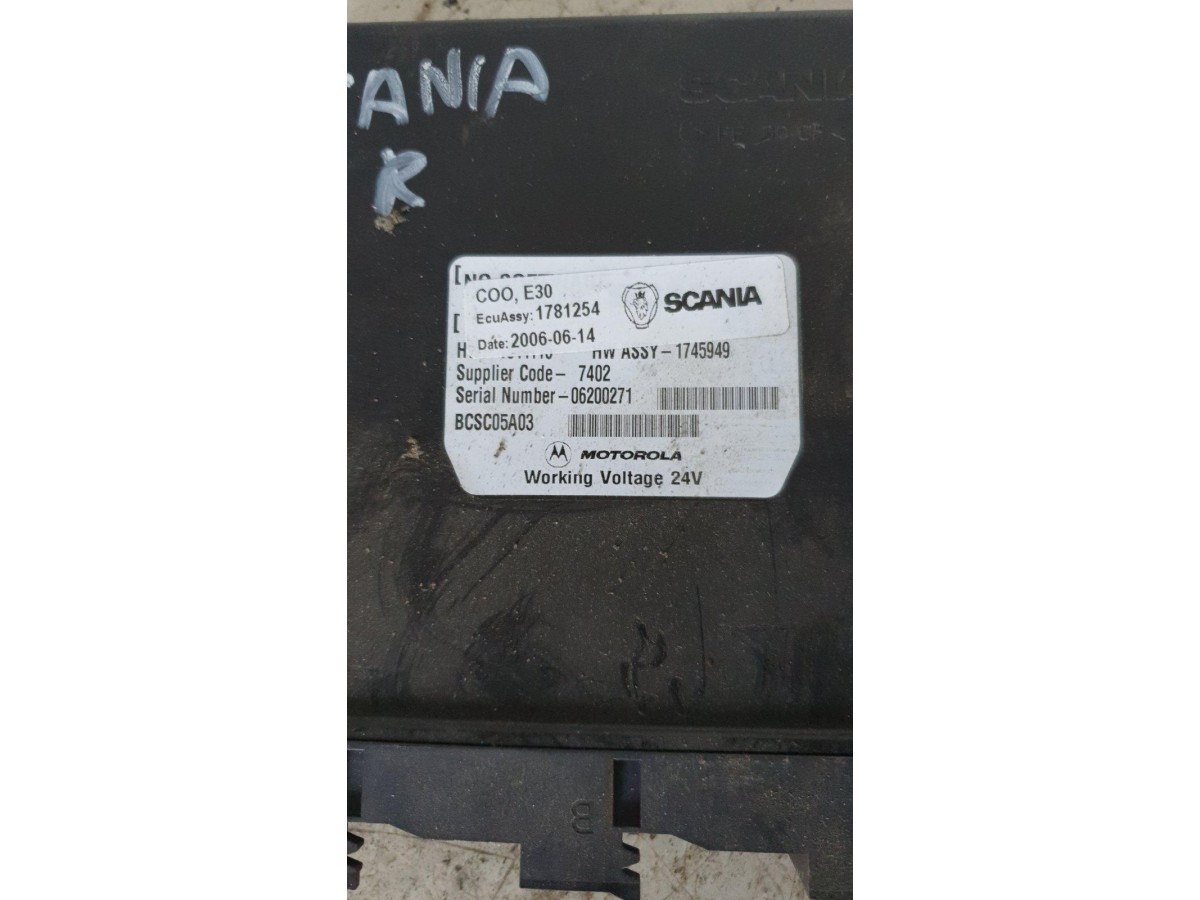 ANIA
R
SCANIA
COO, E30
EcuAssy: 1781254
SCANIA
Date: 2006-06-14
HW ASSY-1745949
Supplier Code- 7402
Serial Number-06200271
BCSC05A03
MOTOROLA
Working Voltage 24V
B